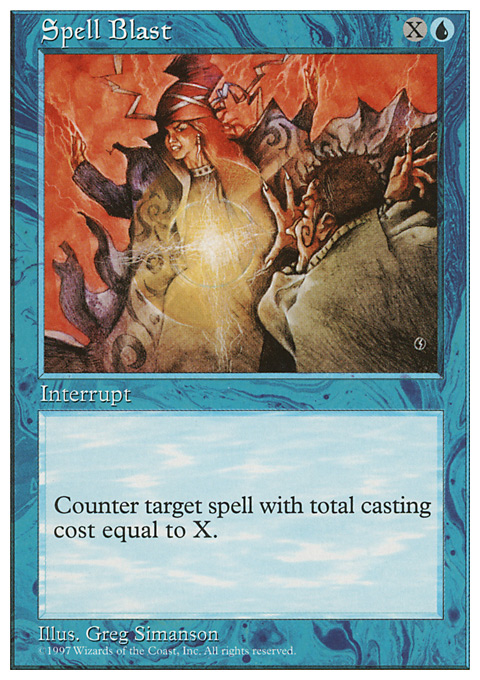 Spell Blast X
Interrupt
Counter target spell with total casting
cost equal to X.
Illus. Greg Simanson
©1997 Wizards of the Coast, Inc. All rights reserved.